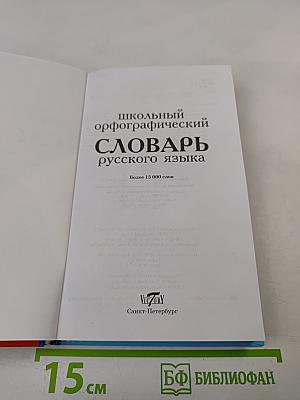 ШКОЛЬНЫЙ
орфографический
СЛОВАРЬ
русского языка
Более 15 000 слов
Санкт-Петербург
15 см
БФ БИБЛИОФАН